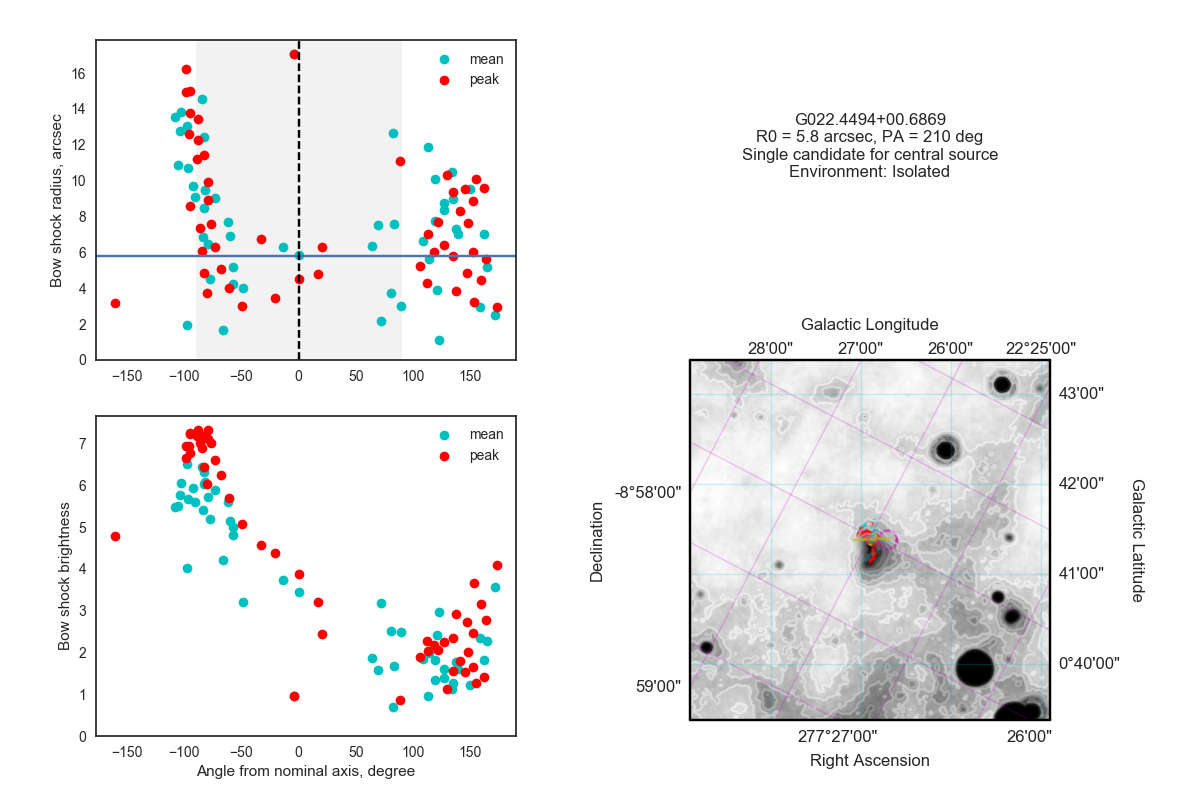 16
14
12
10
8
6
4
2
0
Bow shock radius, arcsec
mean
peak
−150
−100
−50
0
50
100
150
7
6
5
4
3
2
1
0
Bow shock brightness
mean
peak
−150
−100
−50
0
50
100
150
Angle from nominal axis, degree
G022.4494+00.6869
R0 = 5.8 arcsec, PA = 210 deg
Single candidate for central source
Environment: Isolated
Galactic Longitude
28'00"
27'00"
26'00"
22°25'00"
43'00"
42'00"
41'00"
0°40'00"
Galactic Latitude
-8°58'00"
59'00"
Declination
277°27'00"
26'00"
Right Ascension